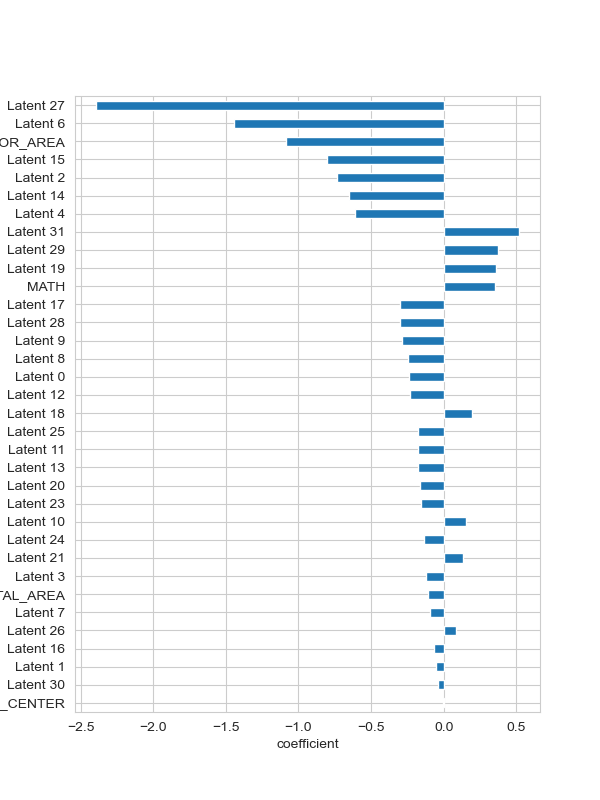 Latent 27
Latent 6
OR_AREA
Latent 15
Latent 2
Latent 14
Latent 4
Latent 31
Latent 29
Latent 19
MATH
Latent 17
Latent 28
Latent 9
Latent 8
Latent 0
Latent 12
Latent 18
Latent 25
Latent 11
Latent 13
Latent 20
Latent 23
Latent 10
Latent 24
Latent 21
Latent 3
TAL_AREA
Latent 7
Latent 26
Latent 16
Latent 1
Latent 30
_CENTER
−2.5 −2.0 −1.5 −1.0 −0.5 0.0 0.5
coefficient